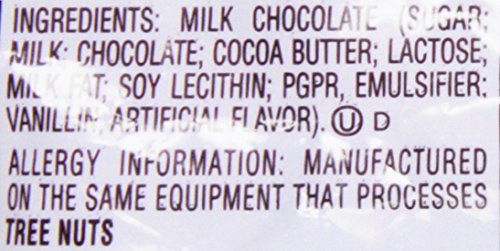 INGREDIENTS: MILK CHOCOLATE (SUGAR;
MILK; CHOCOLATE; COCOA BUTTER; LACTOSE;
MILK FAT; SOY LECITHIN; PGPR, EMULSIFIER;
VANILLIN, ARTIFICIAL FLAVOR). Ⓤ D
ALLERGY INFORMATION: MANUFACTURED
ON THE SAME EQUIPMENT THAT PROCESSES
TREE NUTS